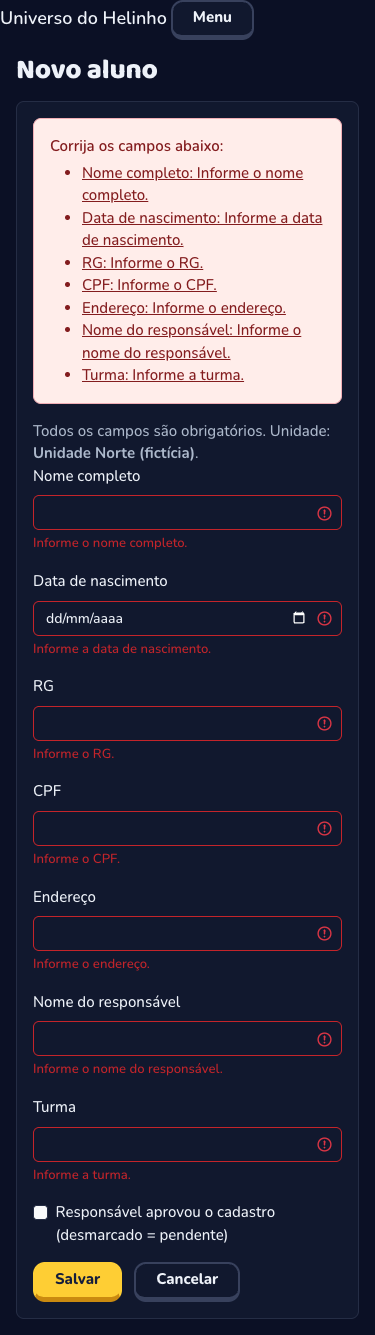 Universo do Helinho Menu
Novo aluno
Corrija os campos abaixo:
Nome completo: Informe o nome
completo.
Data de nascimento: Informe a data
de nascimento.
RG: Informe o RG.
CPF: Informe o CPF.
Endereço: Informe o endereço.
Nome do responsável: Informe o
nome do responsável.
Turma: Informe a turma.
Todos os campos são obrigatórios. Unidade:
Unidade Norte (fictícia).
Nome completo
Informe o nome completo.
Data de nascimento
dd/mm/aaaa
Informe a data de nascimento.
RG
Informe o RG.
CPF
Informe o CPF.
Endereço
Informe o endereço.
Nome do responsável
Informe o nome do responsável.
Turma
Informe a turma.
Responsável aprovou o cadastro
(desmarcado = pendente)
Salvar Cancelar